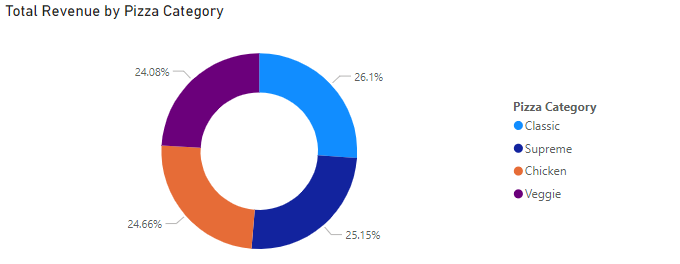 Total Revenue by Pizza Category
24.08%
26.1%
24.66%
25.15%
Pizza Category
Classic
Supreme
Chicken
Veggie